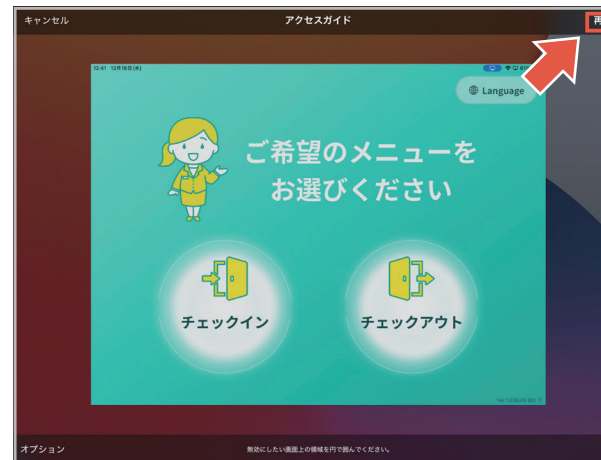 キャンセル
アクセスガイド
再
12:41 12月18日(水)
Language
ご希望のメニューを
お選びください
チェックイン
チェックアウト
オプション
無効にしたい画面上の領域を円で囲んでください。